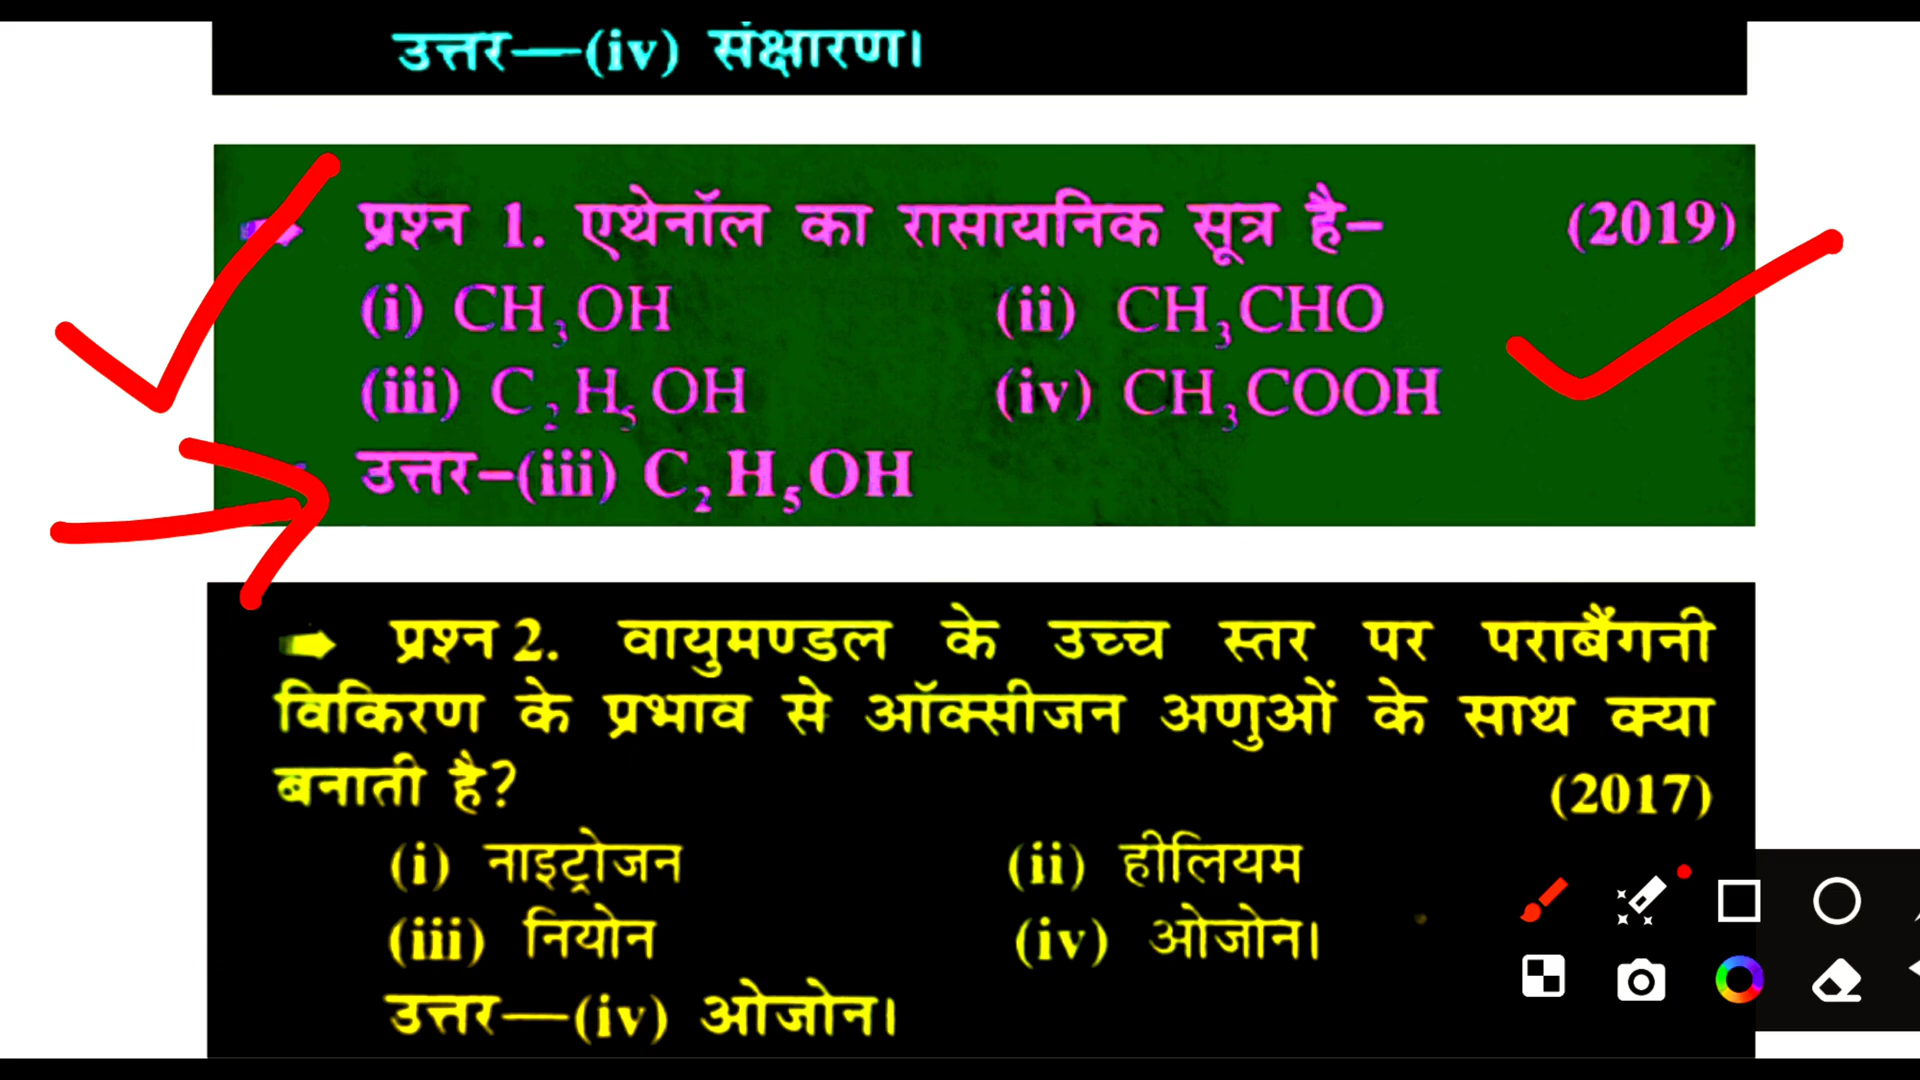 उत्तर—(iv) संक्षारण।
प्रश्न 1. एथेनॉल का रासायनिक सूत्र है– (2019)
(i) CH₃OH (ii) CH₃CHO
(iii) C₂H₅OH (iv) CH₃COOH
उत्तर–(iii) C₂H₅OH
प्रश्न 2. वायुमण्डल के उच्च स्तर पर पराबैंगनी
विकिरण के प्रभाव से ऑक्सीजन अणुओं के साथ क्या
बनाती है? (2017)
(i) नाइट्रोजन (ii) हीलियम
(iii) नियोन (iv) ओजोन।
उत्तर—(iv) ओजोन।